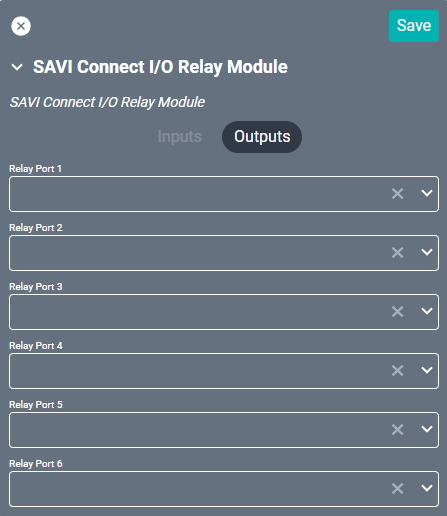 Save
SAVI Connect I/O Relay Module
SAVI Connect I/O Relay Module
Inputs Outputs
Relay Port 1
Relay Port 2
Relay Port 3
Relay Port 4
Relay Port 5
Relay Port 6